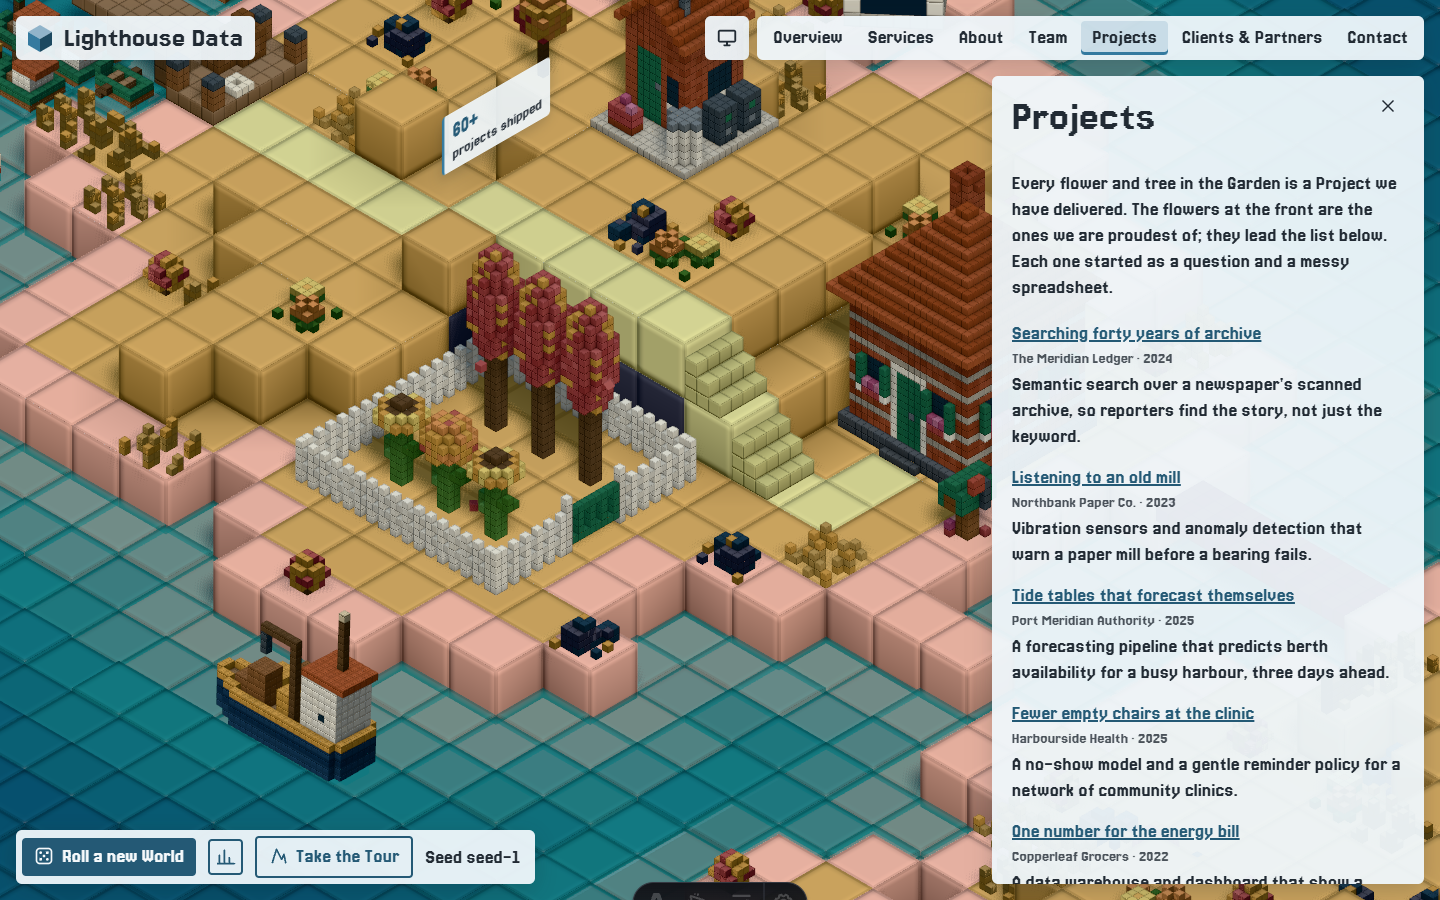 Lighthouse Data
Overview
Services
About
Team
Projects
Clients & Partners
Contact
60+
projects shipped
Projects
Every flower and tree in the Garden is a Project we
have delivered. The flowers at the front are the
ones we are proudest of; they lead the list below.
Each one started as a question and a messy
spreadsheet.
Searching forty years of archive
The Meridian Ledger · 2024
Semantic search over a newspaper's scanned
archive, so reporters find the story, not just the
keyword.
Listening to an old mill
Northbank Paper Co. · 2023
Vibration sensors and anomaly detection that
warn a paper mill before a bearing fails.
Tide tables that forecast themselves
Port Meridian Authority · 2025
A forecasting pipeline that predicts berth
availability for a busy harbour, three days ahead.
Fewer empty chairs at the clinic
Harbourside Health · 2025
A no-show model and a gentle reminder policy for a
network of community clinics.
One number for the energy bill
Copperleaf Grocers · 2022
A data warehouse and dashboard that show a
Roll a new World
Take the Tour
Seed seed-1